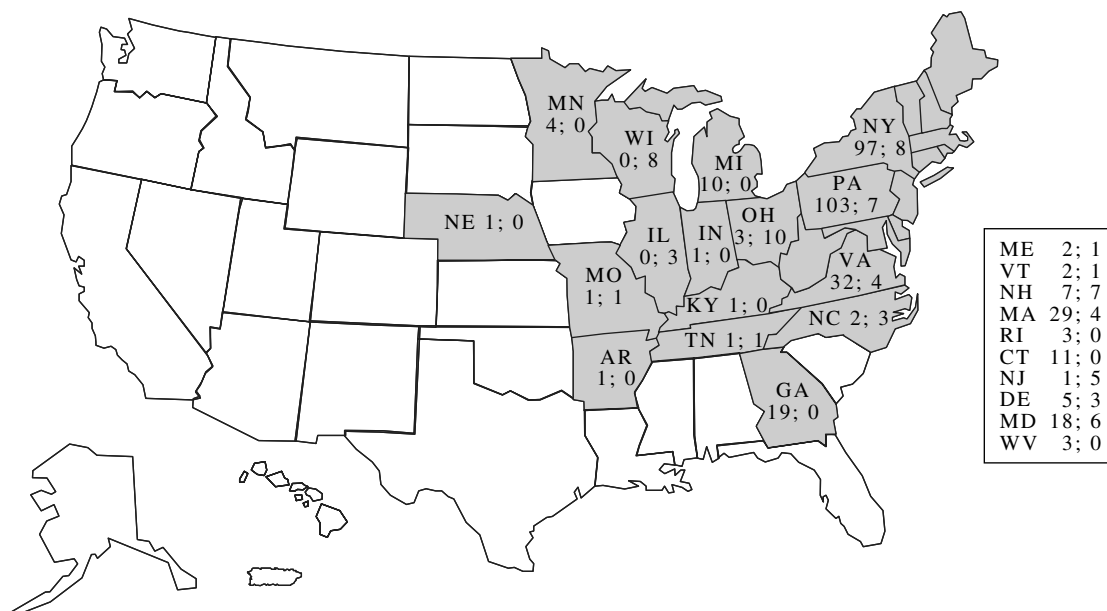 MN
4; 0
WI
0; 8
MI
10; 0
NY
97; 8
PA
103; 7
NE 1; 0
IL
0; 3
IN
1; 0
OH
3; 10
MO
1; 1
KY 1; 0
VA
32; 4
NC 2; 3
TN 1; 1
AR
1; 0
GA
19; 0
ME 2; 1
VT 2; 1
NH 7; 7
MA 29; 4
RI 3; 0
CT 11; 0
NJ 1; 5
DE 5; 3
MD 18; 6
WV 3; 0